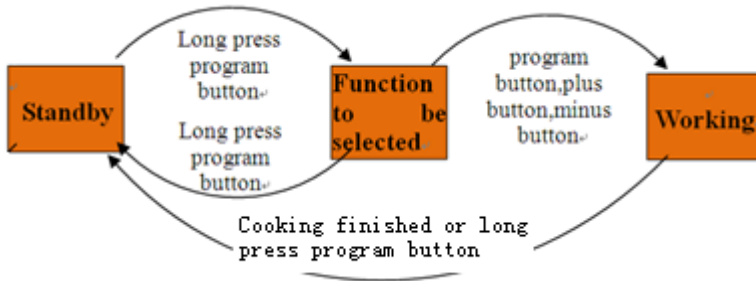 Long press
program
button
Standby
Long press
program
button
Function
to be
selected
program
button,plus
button,minus
button
Working
Cooking finished or long
press program button